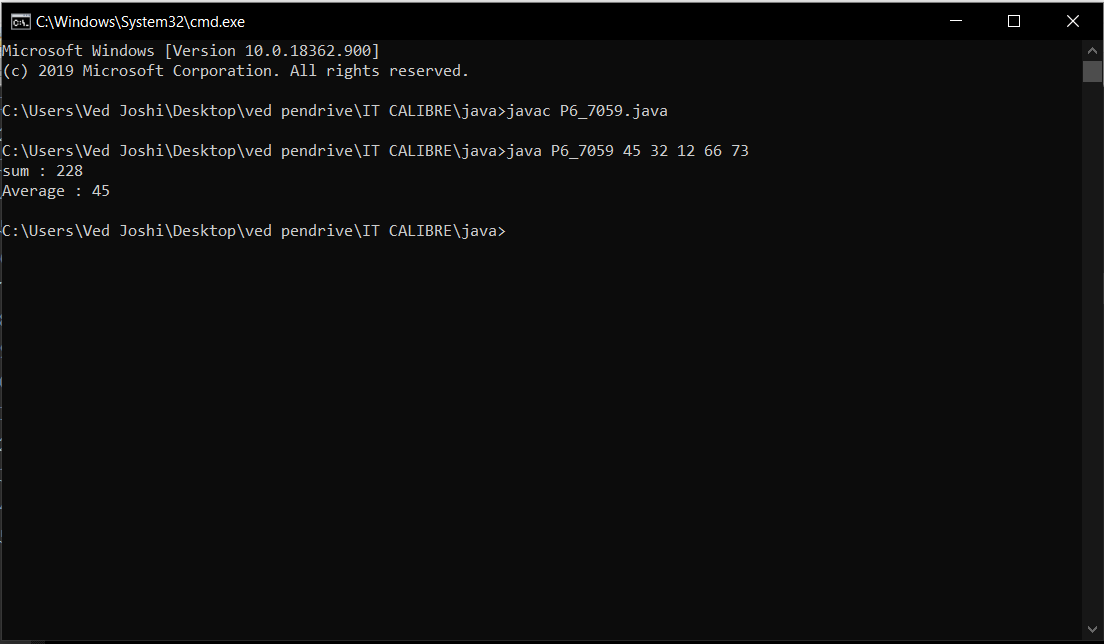 C:\Windows\System32\cmd.exe
Microsoft Windows [Version 10.0.18362.900]
(c) 2019 Microsoft Corporation. All rights reserved.
C:\Users\Ved Joshi\Desktop\ved pendrive\IT CALIBRE\java>javac P6_7059.java
C:\Users\Ved Joshi\Desktop\ved pendrive\IT CALIBRE\java>java P6_7059 45 32 12 66 73
sum : 228
Average : 45
C:\Users\Ved Joshi\Desktop\ved pendrive\IT CALIBRE\java>